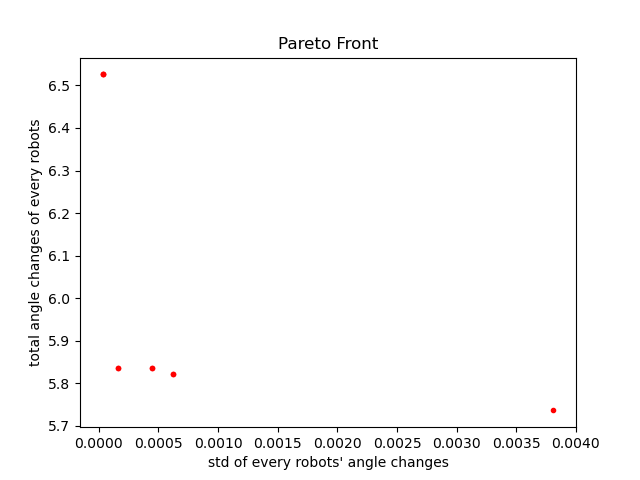 Pareto Front
total angle changes of every robots
6.5
6.4
6.3
6.2
6.1
6.0
5.9
5.8
5.7
0.0000 0.0005 0.0010 0.0015 0.0020 0.0025 0.0030 0.0035 0.0040
std of every robots' angle changes